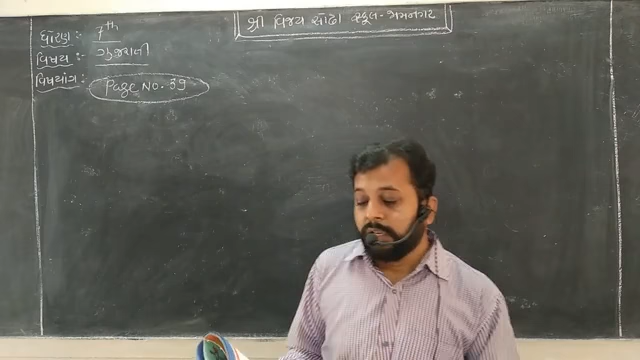 શ્રી વિજય સોઢા સ્કૂલ - જામનગર
ધોરણ :- 7th
વિષય :- ગુજરાતી
વિષયાંગ :- Page No. 39